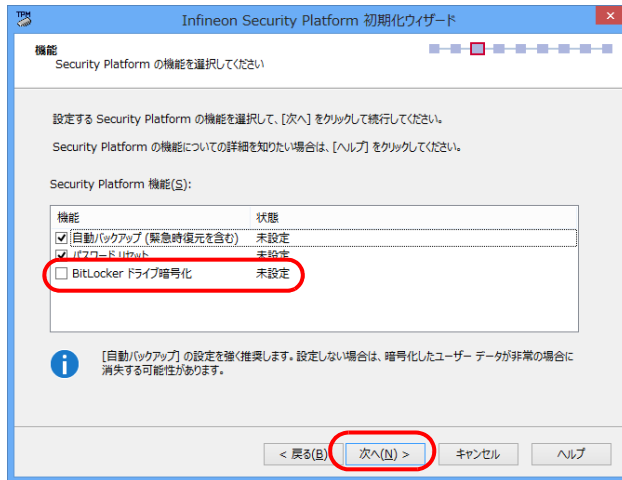 TPM
Infineon Security Platform 初期化ウィザード
機能
Security Platform の機能を選択してください
設定する Security Platform の機能を選択して、[次へ] をクリックして続行してください。
Security Platform の機能についての詳細を知りたい場合は、[ヘルプ] をクリックしてください。
Security Platform 機能(S):
機能 状態
自動バックアップ (緊急時復元を含む) 未設定
パスワード リセット 未設定
BitLocker ドライブ暗号化 未設定
[自動バックアップ] の設定を強く推奨します。設定しない場合は、暗号化したユーザー データが非常の場合に
消失する可能性があります。
< 戻る(B) 次へ(N) > キャンセル ヘルプ